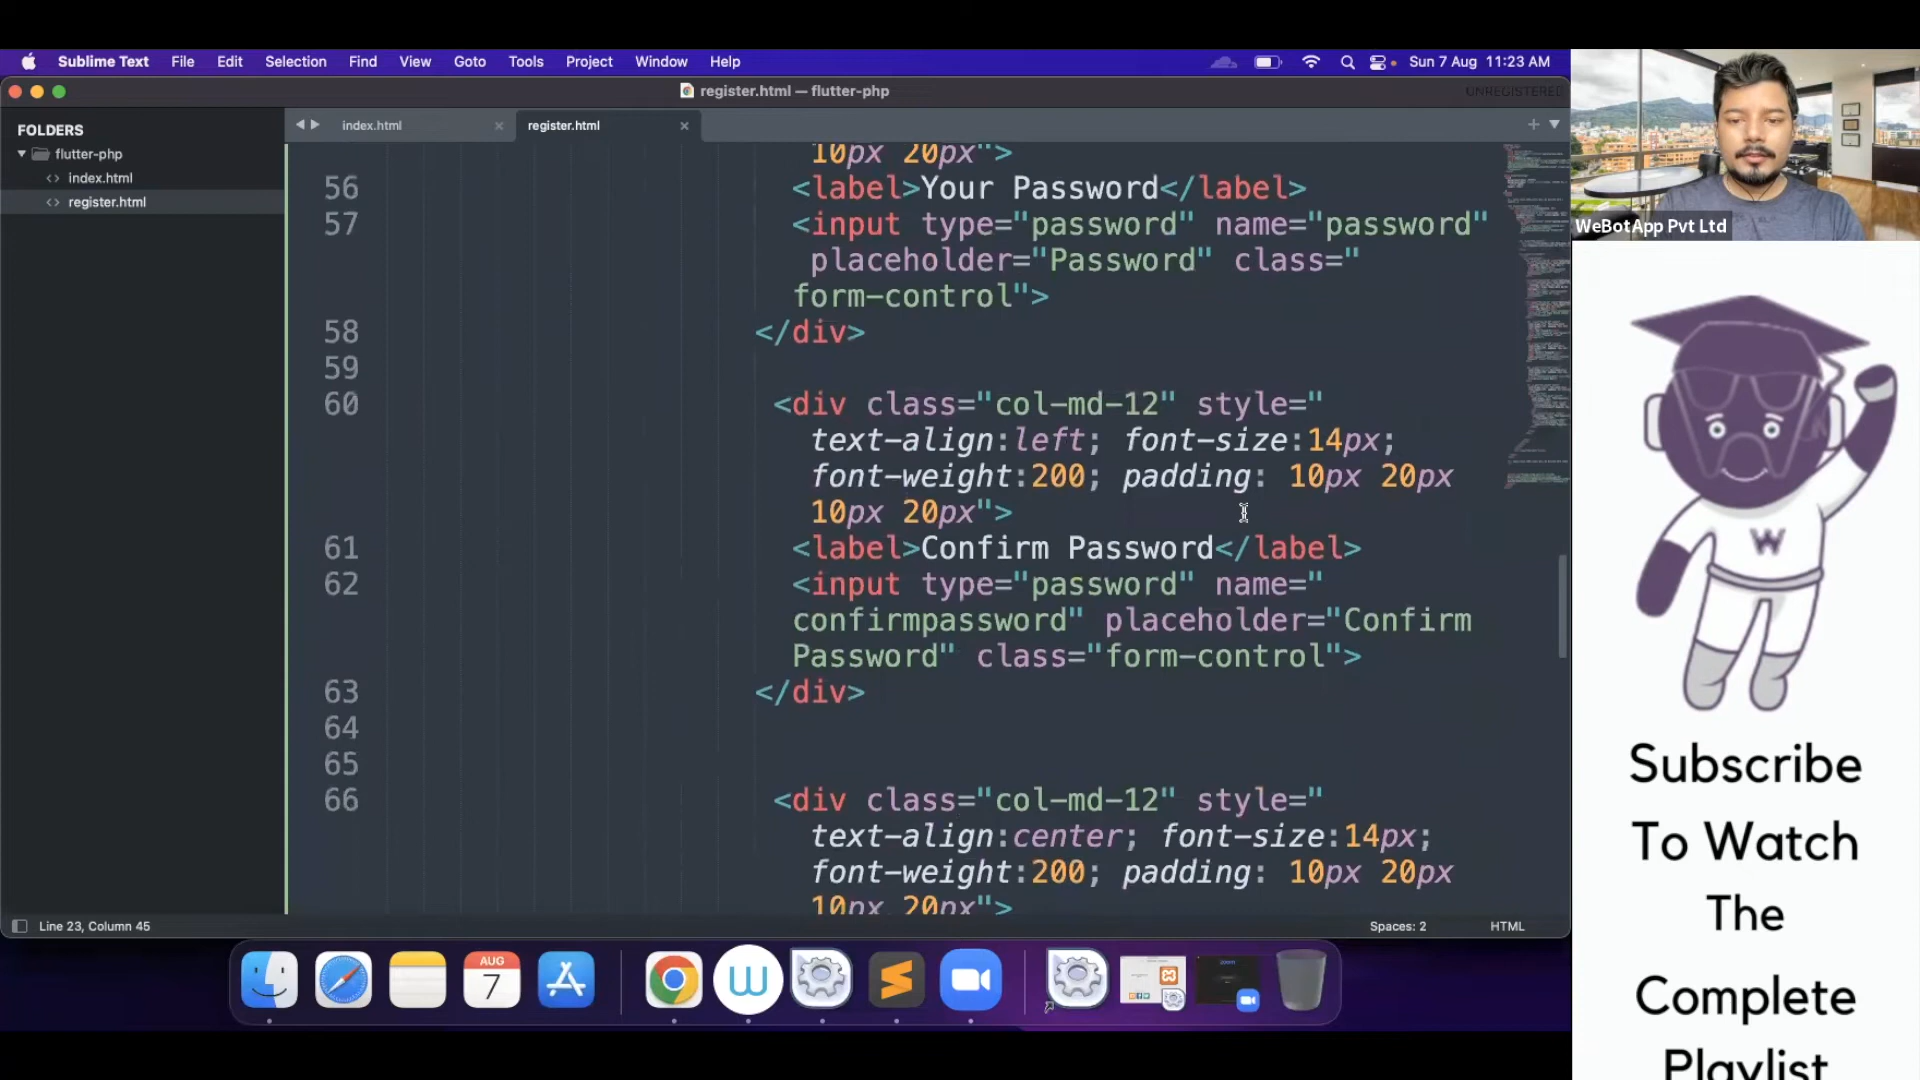 Sublime Text File Edit Selection Find View Goto Tools Project Window Help Sun 7 Aug 11:23 AM
register.html — flutter-php UNREGISTERED
FOLDERS
flutter-php
index.html
register.html
index.html register.html
10px 20px">
56 <label>Your Password</label>
57 <input type="password" name="password"
placeholder="Password" class="
form-control">
58 </div>
59
60 <div class="col-md-12" style="
text-align:left; font-size:14px;
font-weight:200; padding: 10px 20px
10px 20px">
61 <label>Confirm Password</label>
62 <input type="password" name="
confirmpassword" placeholder="Confirm
Password" class="form-control">
63 </div>
64
65
66 <div class="col-md-12" style="
text-align:center; font-size:14px;
font-weight:200; padding: 10px 20px
10px 20px">
Line 23, Column 45 Spaces: 2 HTML
AUG
7
W
zoom
WeBotApp Pvt Ltd
W
Subscribe
To Watch
The
Complete
Playlist